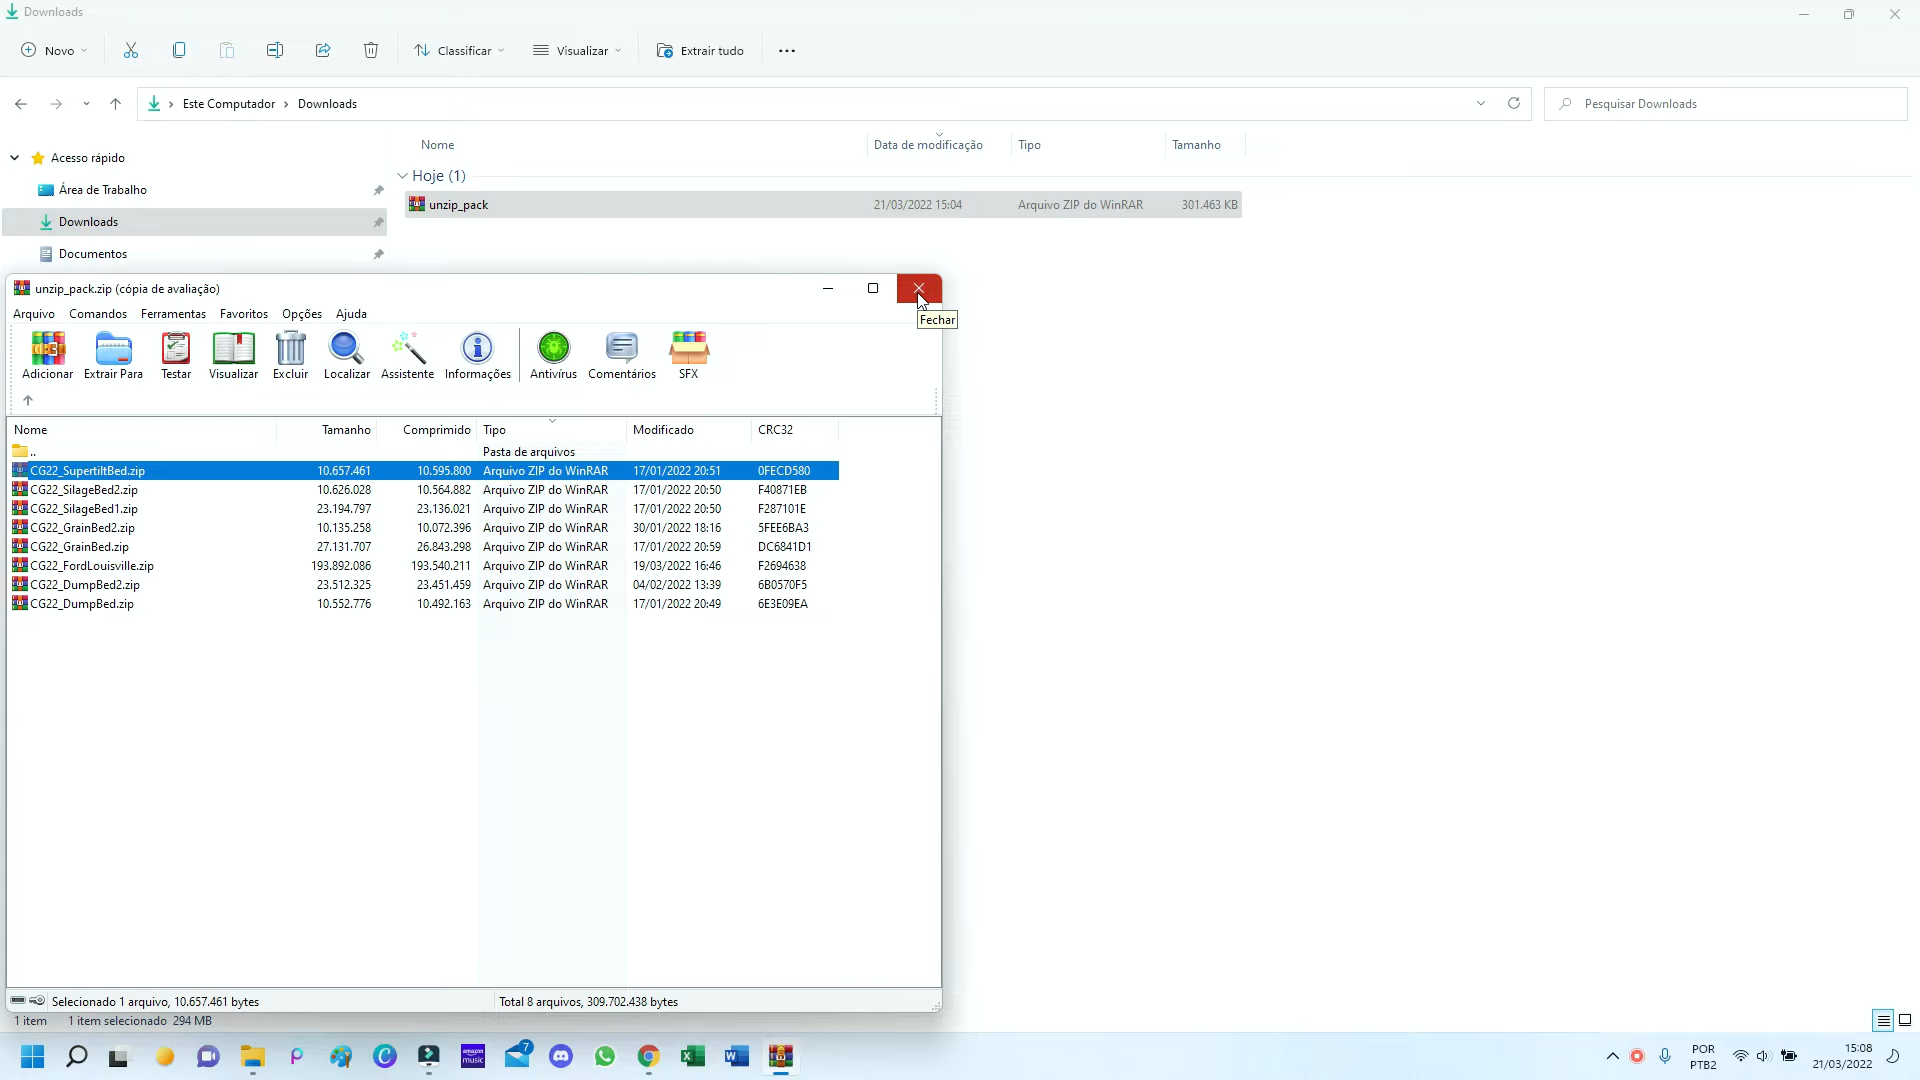 Downloads
Novo
Classificar
Visualizar
Extrair tudo
Este Computador > Downloads
Pesquisar Downloads
Nome
Data de modificação
Tipo
Tamanho
Acesso rápido
Hoje (1)
Área de Trabalho
unzip_pack 21/03/2022 15:04 Arquivo ZIP do WinRAR 301.463 KB
Downloads
Documentos
unzip_pack.zip (cópia de avaliação)
Arquivo Comandos Ferramentas Favoritos Opções Ajuda
Fechar
Adicionar Extrair Para Testar Visualizar Excluir Localizar Assistente Informações Antivírus Comentários SFX
Nome Tamanho Comprimido Tipo Modificado CRC32
.. Pasta de arquivos
CG22_SupertiltBed.zip 10.657.461 10.595.800 Arquivo ZIP do WinRAR 17/01/2022 20:51 0FECD580
CG22_SilageBed2.zip 10.626.028 10.564.882 Arquivo ZIP do WinRAR 17/01/2022 20:50 F40871EB
CG22_SilageBed1.zip 23.194.797 23.136.021 Arquivo ZIP do WinRAR 17/01/2022 20:50 F287101E
CG22_GrainBed2.zip 10.135.258 10.072.396 Arquivo ZIP do WinRAR 30/01/2022 18:16 5FEE6BA3
CG22_GrainBed.zip 27.131.707 26.843.298 Arquivo ZIP do WinRAR 17/01/2022 20:59 DC6841D1
CG22_FordLouisville.zip 193.892.086 193.540.211 Arquivo ZIP do WinRAR 19/03/2022 16:46 F2694638
CG22_DumpBed2.zip 23.512.325 23.451.459 Arquivo ZIP do WinRAR 04/02/2022 13:39 6B0570F5
CG22_DumpBed.zip 10.552.776 10.492.163 Arquivo ZIP do WinRAR 17/01/2022 20:49 6E3E09EA
Selecionado 1 arquivo, 10.657.461 bytes
Total 8 arquivos, 309.702.438 bytes
1 item 1 item selecionado 294 MB
amazon music
7
POR
PTB2
15:08
21/03/2022